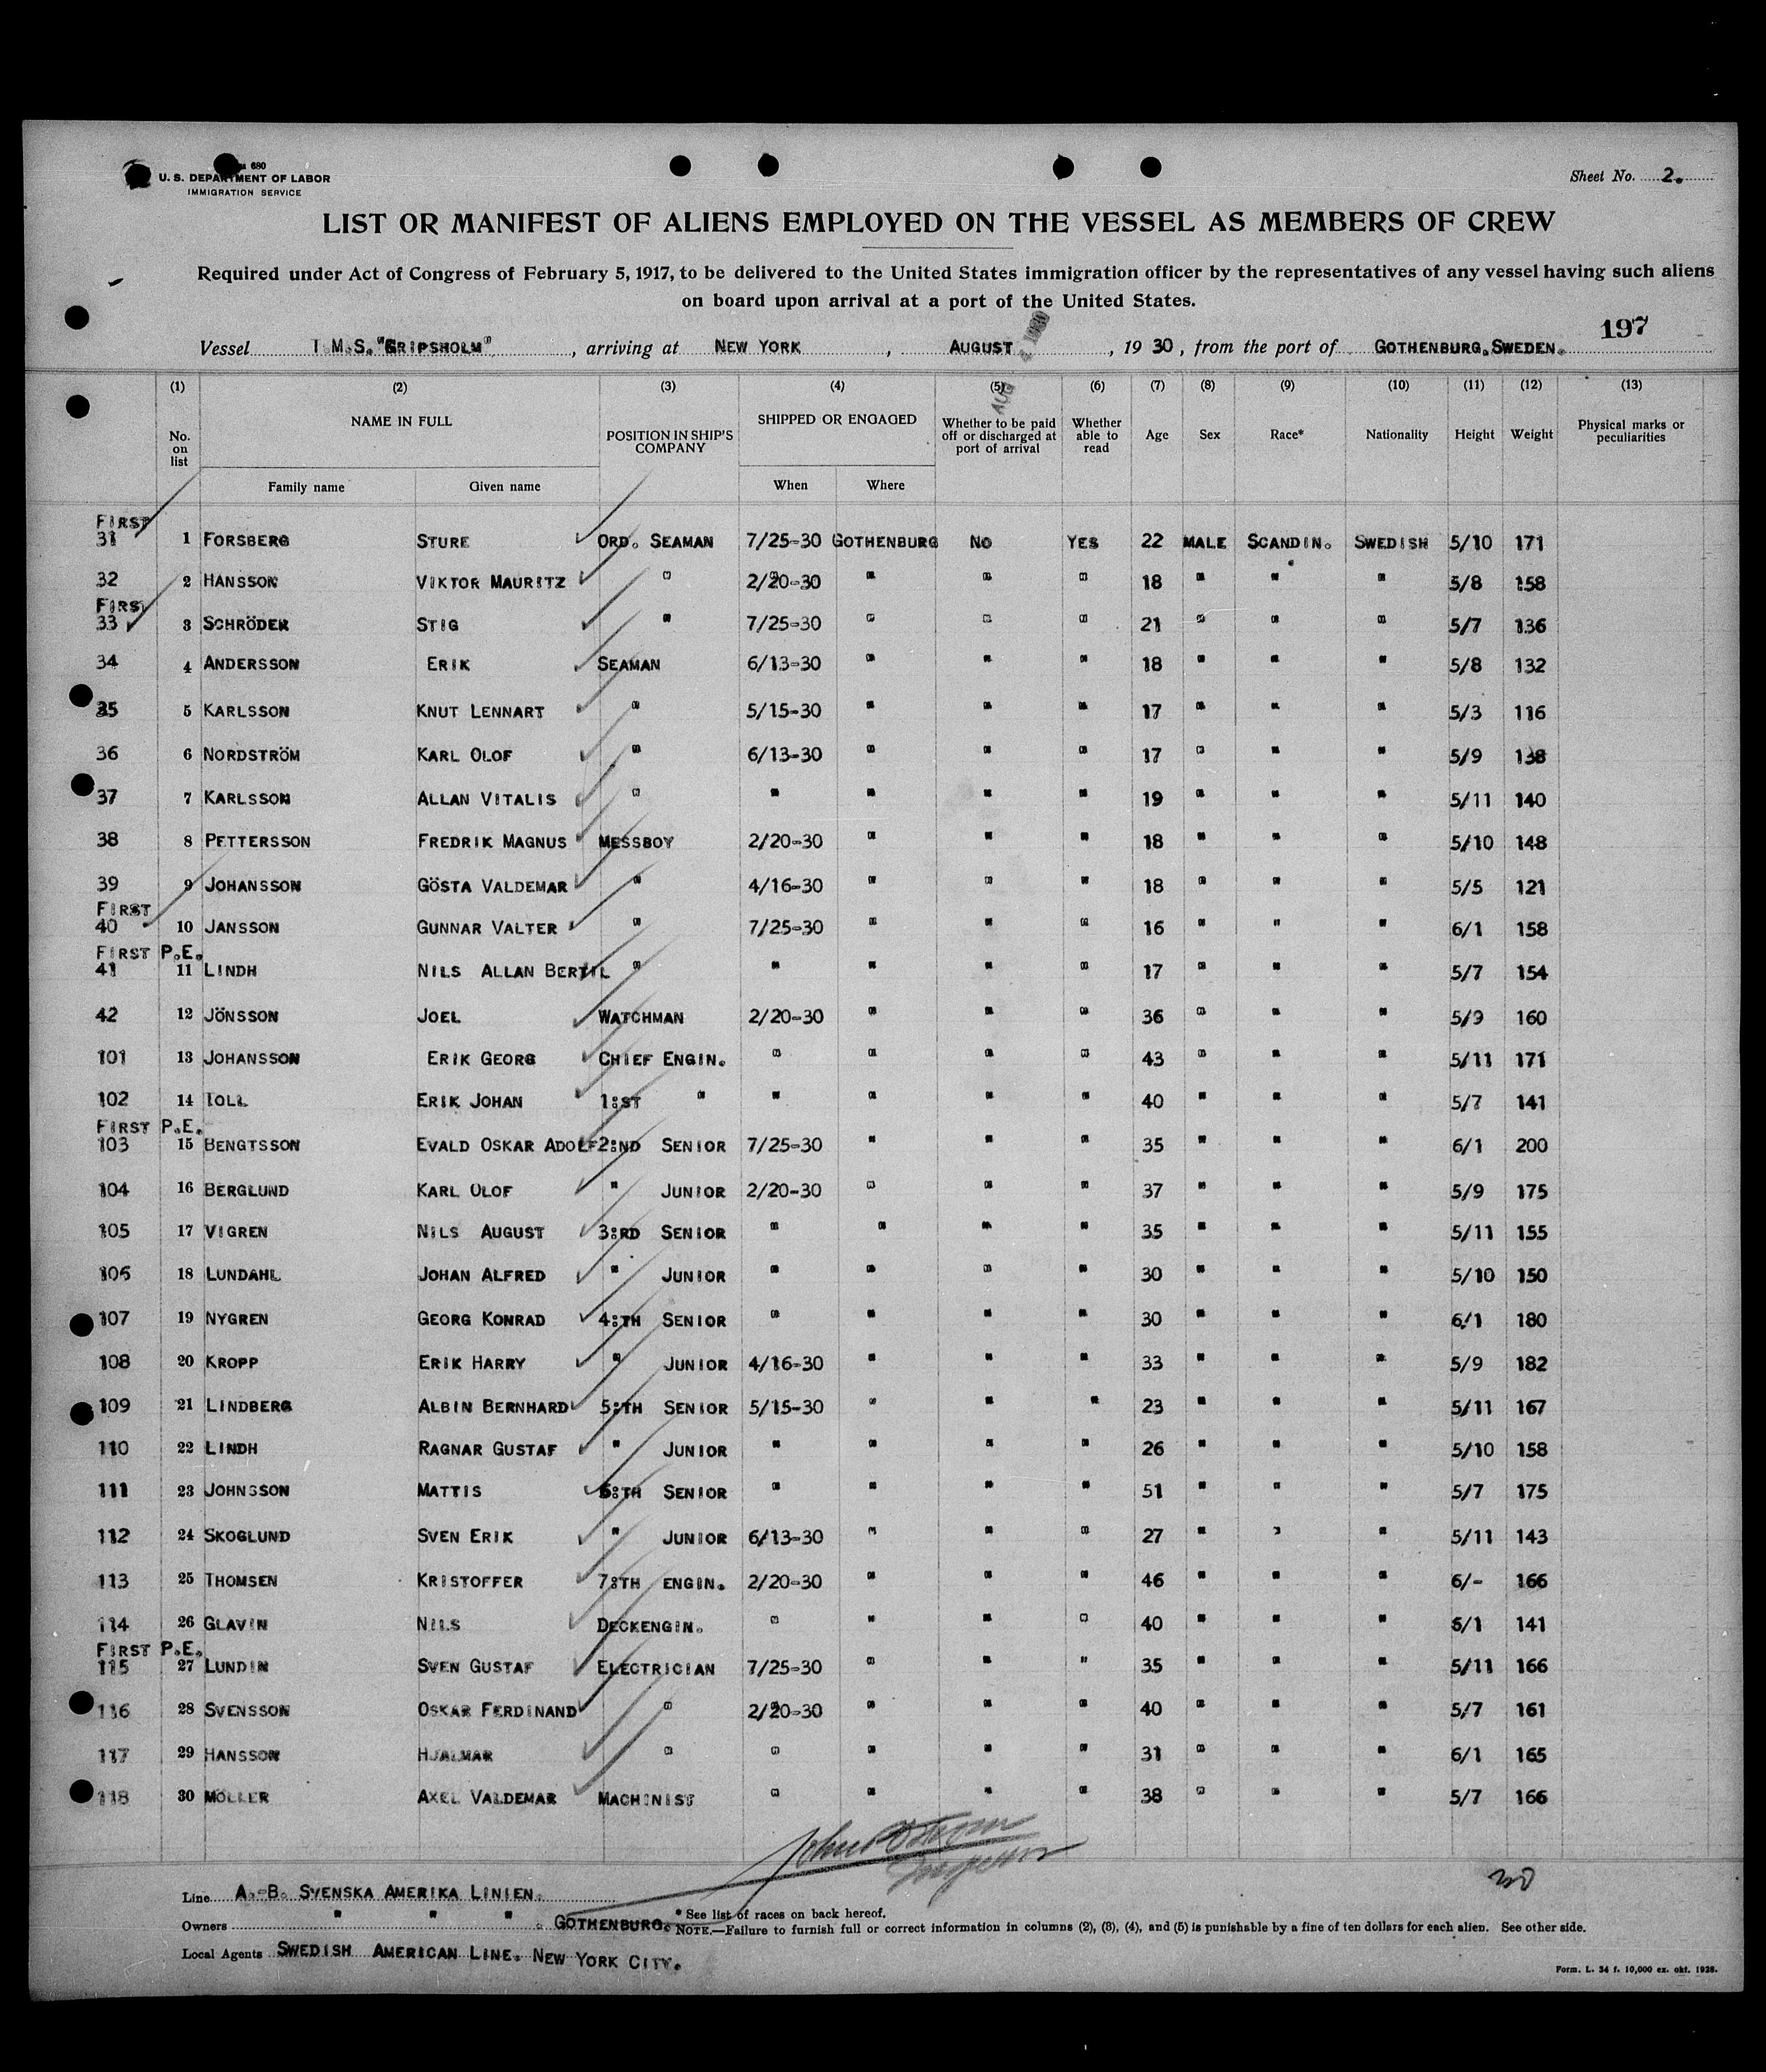 680
U. S. DEPARTMENT OF LABOR
IMMIGRATION SERVICE
Sheet No. 2.
LIST OR MANIFEST OF ALIENS EMPLOYED ON THE VESSEL AS MEMBERS OF CREW
Required under Act of Congress of February 5, 1917, to be delivered to the United States immigration officer by the representatives of any vessel having such aliens
on board upon arrival at a port of the United States.
197
Vessel T M.S. "GRIPSHOLM", arriving at NEW YORK, AUGUST, 1930, from the port of GOTHENBURG. SWEDEN.
(1) (2) (3) (4) (5) (6) (7) (8) (9) (10) (11) (12) (13)
No. on list NAME IN FULL Family name Given name POSITION IN SHIP'S COMPANY SHIPPED OR ENGAGED When Where Whether to be paid off or discharged at port of arrival Whether able to read Age Sex Race* Nationality Height Weight Physical marks or peculiarities
FIRST
31 1 FORSBERG STURE ORD. SEAMAN 7/25-30 GOTHENBURG NO YES 22 MALE SCANDIN. SWEDISH 5/10 171
32 2 HANSSON VIKTOR MAURITZ " 2/20-30 " " " 18 " " " 5/8 158
FIRST
33 3 SCHRÖDER STIG " 7/25-30 " " " 21 " " " 5/7 136
34 4 ANDERSSON ERIK SEAMAN 6/13-30 " " " 18 " " " 5/8 132
35 5 KARLSSON KNUT LENNART " 5/15-30 " " " 17 " " " 5/3 116
36 6 NORDSTRÖM KARL OLOF " 6/13-30 " " " 17 " " " 5/9 138
37 7 KARLSSON ALLAN VITALIS " " " " " 19 " " " 5/11 140
38 8 PETTERSSON FREDRIK MAGNUS MESSBOY 2/20-30 " " " 18 " " " 5/10 148
39 9 JOHANSSON GÖSTA VALDEMAR " 4/16-30 " " " 18 " " " 5/5 121
FIRST
40 10 JANSSON GUNNAR VALTER " 7/25-30 " " " 16 " " " 6/1 158
FIRST P.E.
41 11 LINDH NILS ALLAN BERTIL " " " " " 17 " " " 5/7 154
42 12 JÖNSSON JOEL WATCHMAN 2/20-30 " " " 36 " " " 5/9 160
101 13 JOHANSSON ERIK GEORG CHIEF ENGIN. " " " " 43 " " " 5/11 171
102 14 TOLL ERIK JOHAN 1:ST " " " " " 40 " " " 5/7 141
FIRST P.E.
103 15 BENGTSSON EVALD OSKAR ADOLF 2:ND SENIOR 7/25-30 " " " 35 " " " 6/1 200
104 16 BERGLUND KARL OLOF " JUNIOR 2/20-30 " " " 37 " " " 5/9 175
105 17 VIGREN NILS AUGUST 3:RD SENIOR " " " " 35 " " " 5/11 155
106 18 LUNDAHL JOHAN ALFRED " JUNIOR " " " " 30 " " " 5/10 150
107 19 NYGREN GEORG KONRAD 4:TH SENIOR " " " " 30 " " " 6/1 180
108 20 KROPP ERIK HARRY " JUNIOR 4/16-30 " " " 33 " " " 5/9 182
109 21 LINDBERG ALBIN BERNHARD 5:TH SENIOR 5/15-30 " " " 23 " " " 5/11 167
110 22 LINDH RAGNAR GUSTAF " JUNIOR " " " " 26 " " " 5/10 158
111 23 JOHNSSON MATTIS 6:TH SENIOR " " " " 51 " " " 5/7 175
112 24 SKOGLUND SVEN ERIK " JUNIOR 6/13-30 " " " 27 " " " 5/11 143
113 25 THOMSEN KRISTOFFER 7:TH ENGIN. 2/20-30 " " " 46 " " " 6/- 166
114 26 GLAVIN NILS DECKENGIN. " " " " 40 " " " 6/1 141
FIRST P.E.
115 27 LUNDIN SVEN GUSTAF ELECTRICIAN 7/25-30 " " " 35 " " " 5/11 166
116 28 SVENSSON OSKAR FERDINAND " 2/20-30 " " " 40 " " " 5/7 161
117 29 HANSSON HJALMAR " " " " " 31 " " " 6/1 165
118 30 MÖLLER AXEL VALDEMAR MACHINIST " " " " 38 " " " 5/7 166
30
Line A.-B. SVENSKA AMERIKA LINIEN.
* See list of races on back hereof.
Owners " " " GOTHENBURG. NOTE.—Failure to furnish full or correct information in columns (2), (3), (4), and (5) is punishable by a fine of ten dollars for each alien. See other side.
Local Agents SWEDISH AMERICAN LINE. NEW YORK CITY.
Form. L. 34 f. 10,000 ex. okt. 1928.